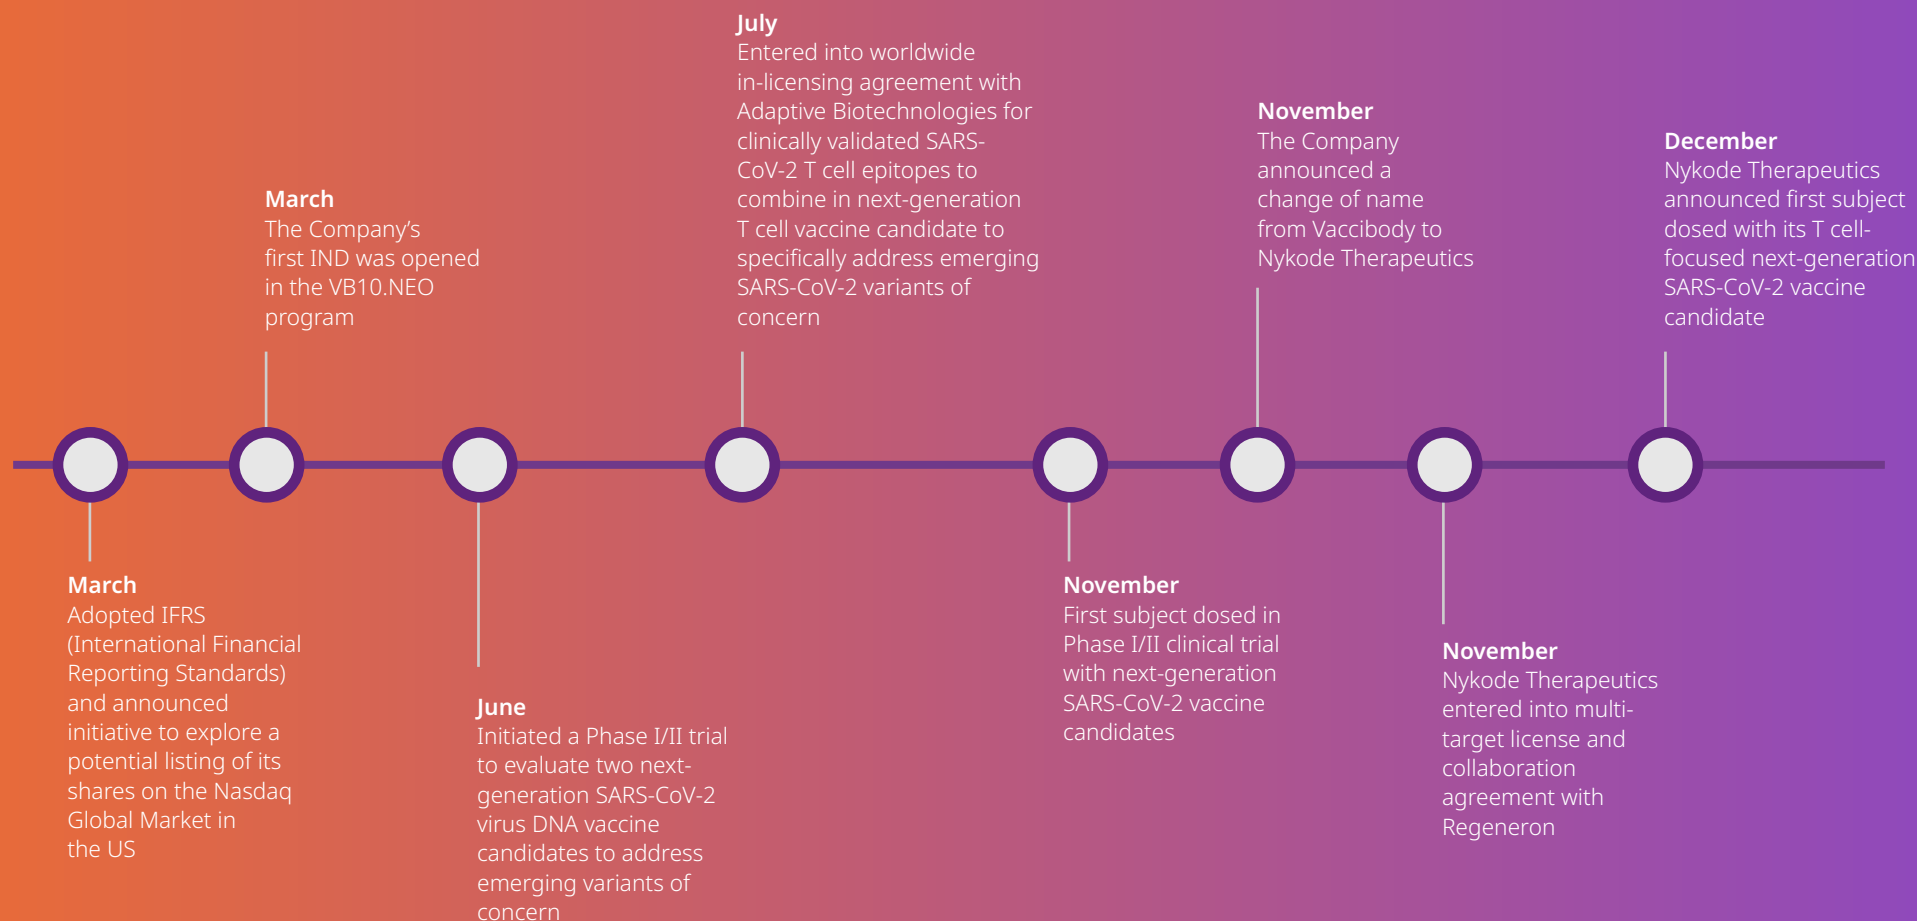 March
Adopted IFRS
(International Financial
Reporting Standards)
and announced
initiative to explore a
potential listing of its
shares on the Nasdaq
Global Market in
the US
March
The Company’s
first IND was opened
in the VB10.NEO
program
June
Initiated a Phase I/II trial
to evaluate two next-
generation SARS-CoV-2
virus DNA vaccine
candidates to address
emerging variants of
concern
July
Entered into worldwide
in-licensing agreement with
Adaptive Biotechnologies for
clinically validated SARS-
CoV-2 T cell epitopes to
combine in next-generation
T cell vaccine candidate to
specifically address emerging
SARS-CoV-2 variants of
concern
November
First subject dosed in
Phase I/II clinical trial
with next-generation
SARS-CoV-2 vaccine
candidates
November
The Company
announced a
change of name
from Vaccibody to
Nykode Therapeutics
November
Nykode Therapeutics
entered into multi-
target license and
collaboration
agreement with
Regeneron
December
Nykode Therapeutics
announced first subject
dosed with its T cell-
focused next-generation
SARS-CoV-2 vaccine
candidate